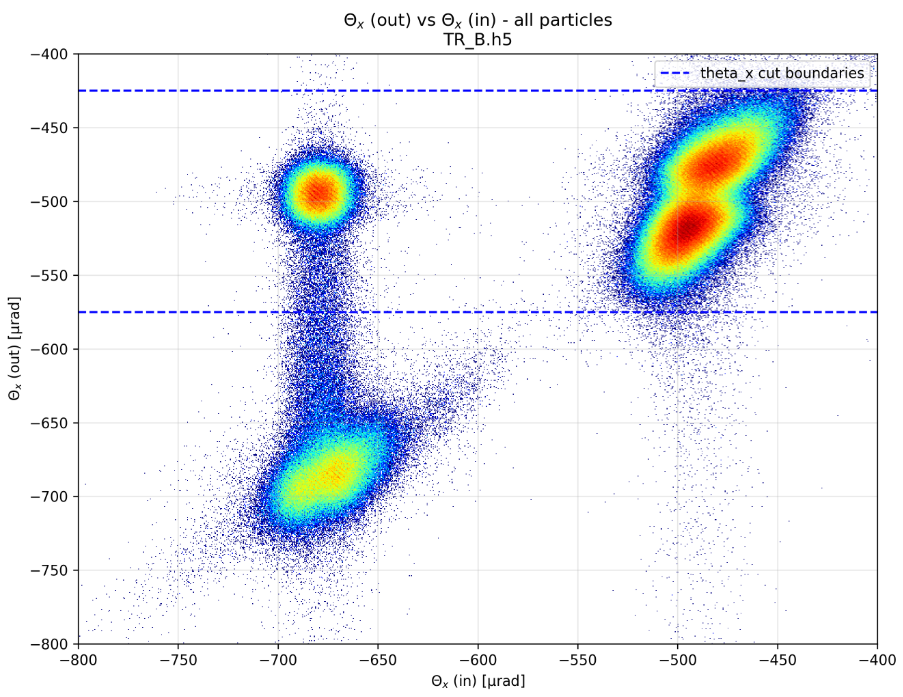 Θx (out) vs Θx (in) - all particles
TR_B.h5
theta_x cut boundaries
−400
−450
−500
−550
−600
−650
−700
−750
−800
Θx (out) [μrad]
−800 −750 −700 −650 −600 −550 −500 −450 −400
Θx (in) [μrad]